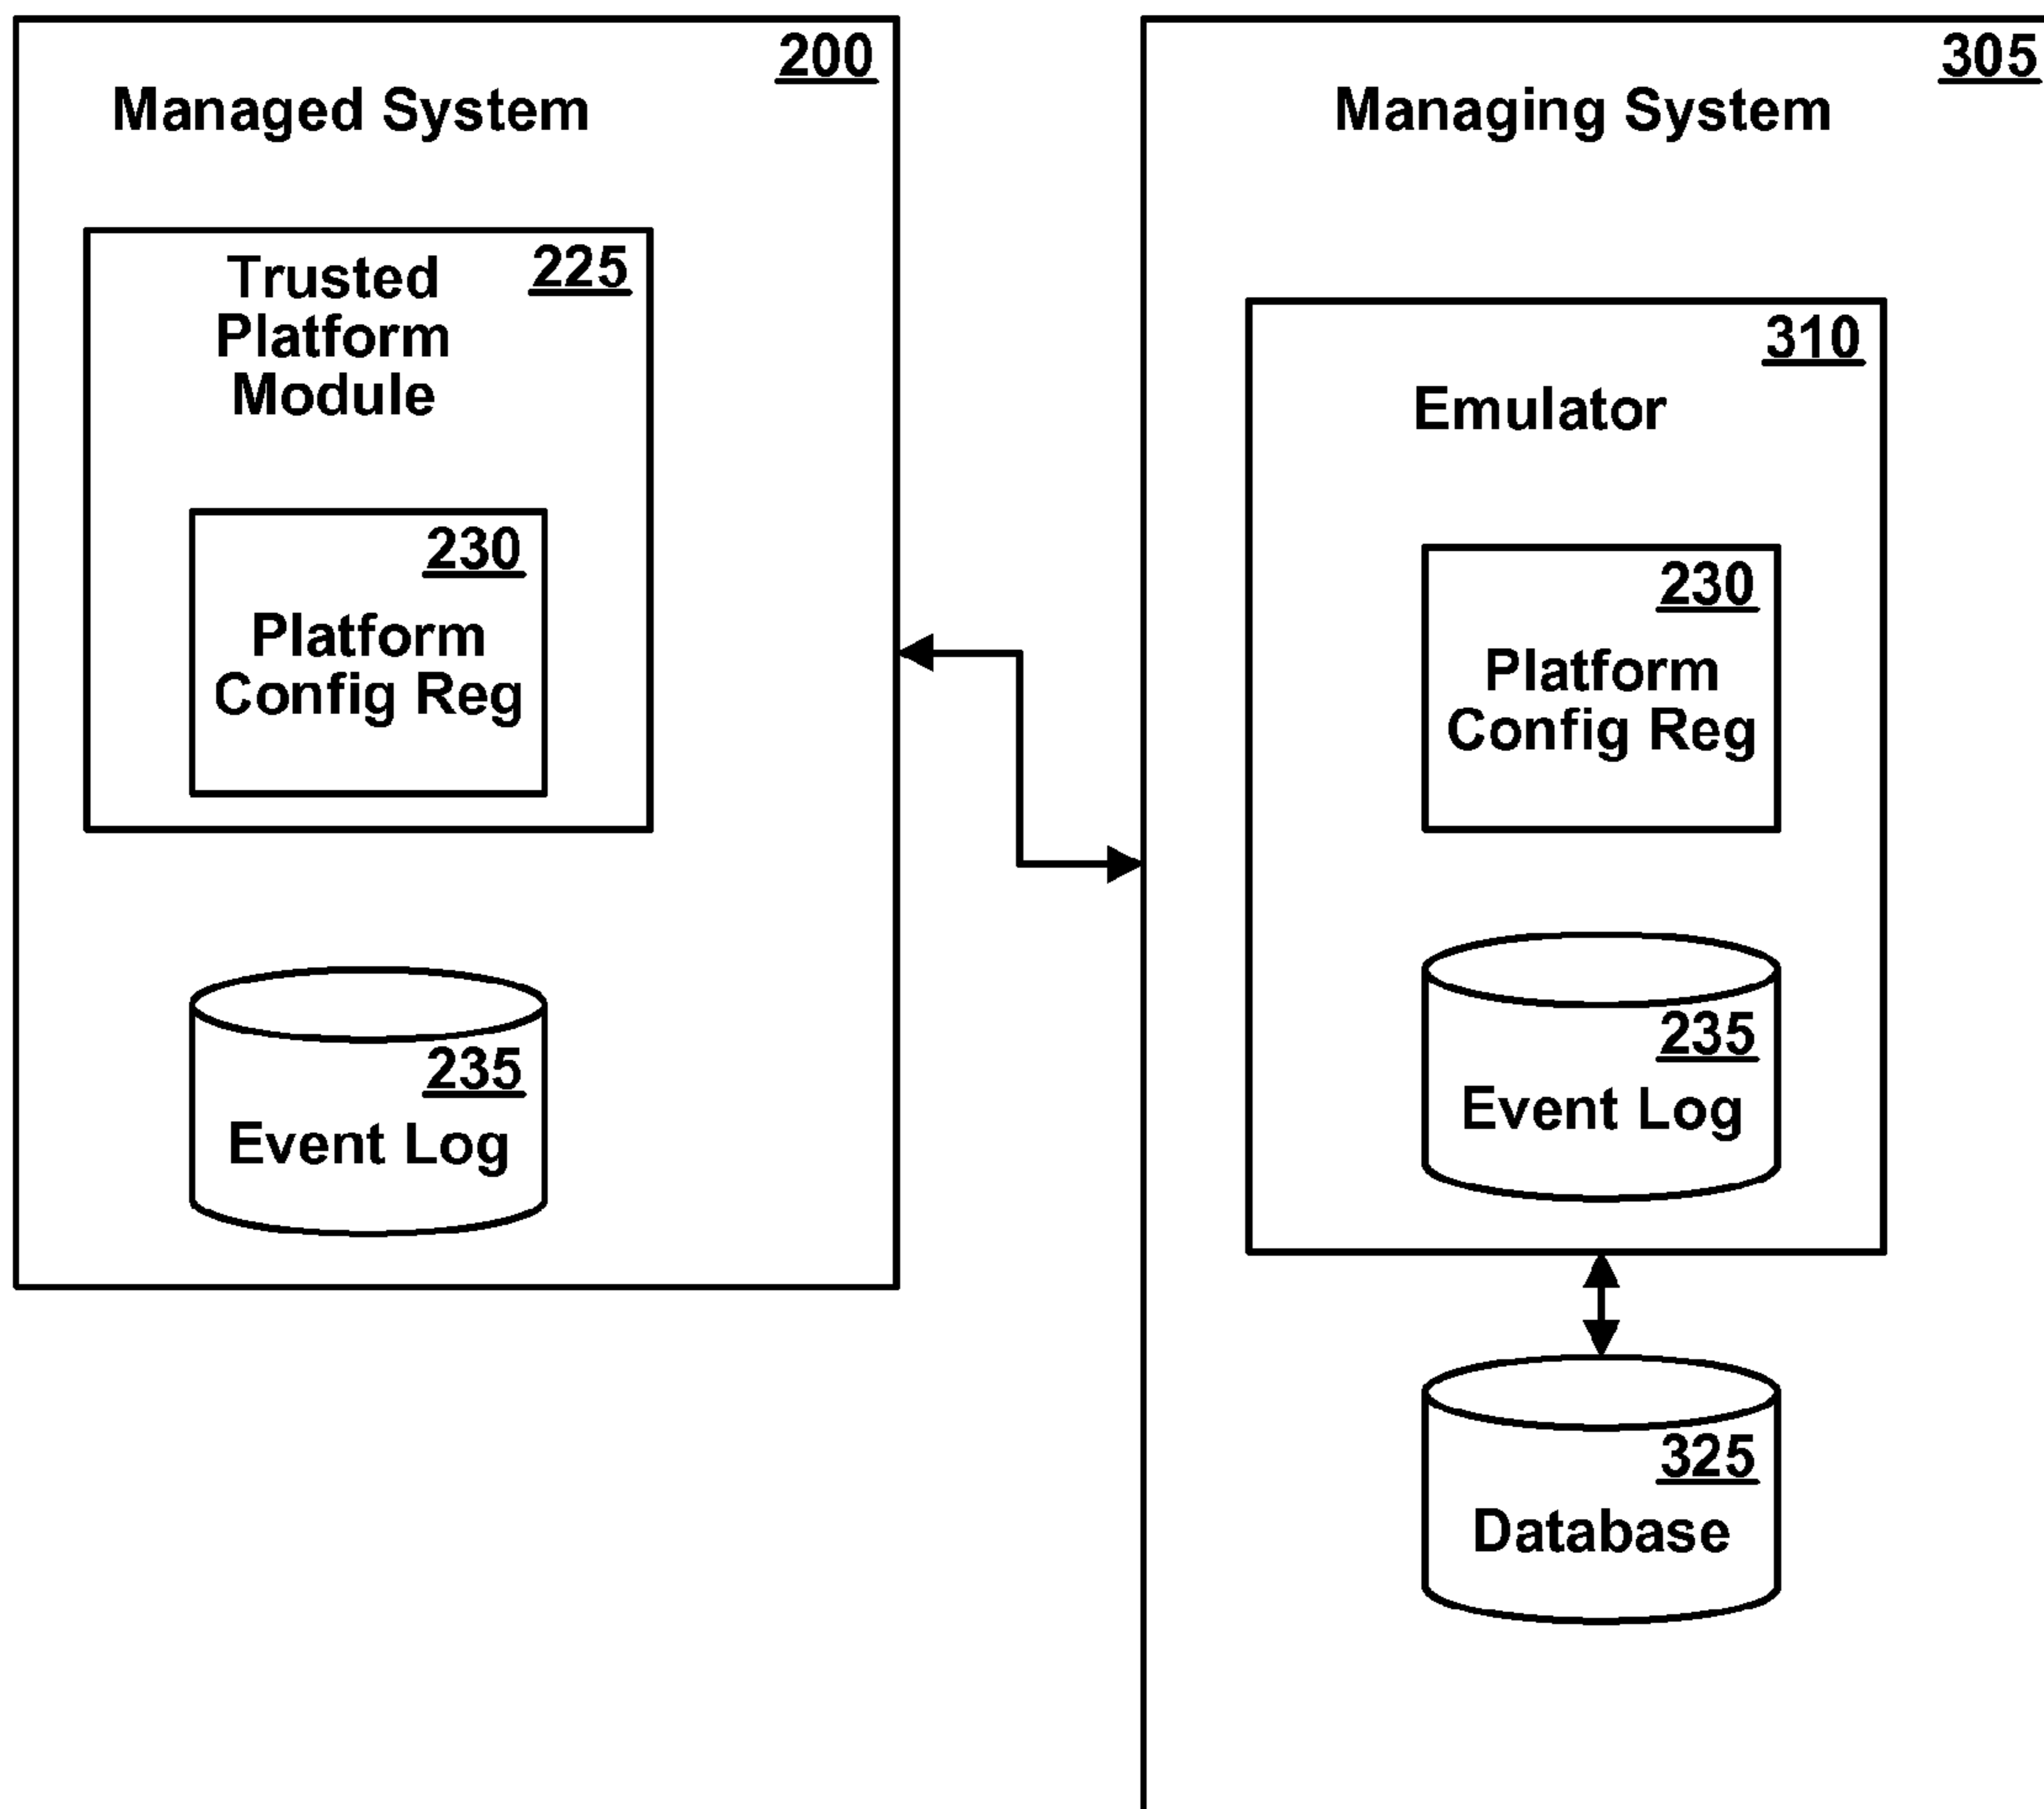 200
Managed System
225
Trusted
Platform
Module
230
Platform
Config Reg
235
Event Log
305
Managing System
310
Emulator
230
Platform
Config Reg
235
Event Log
325
Database